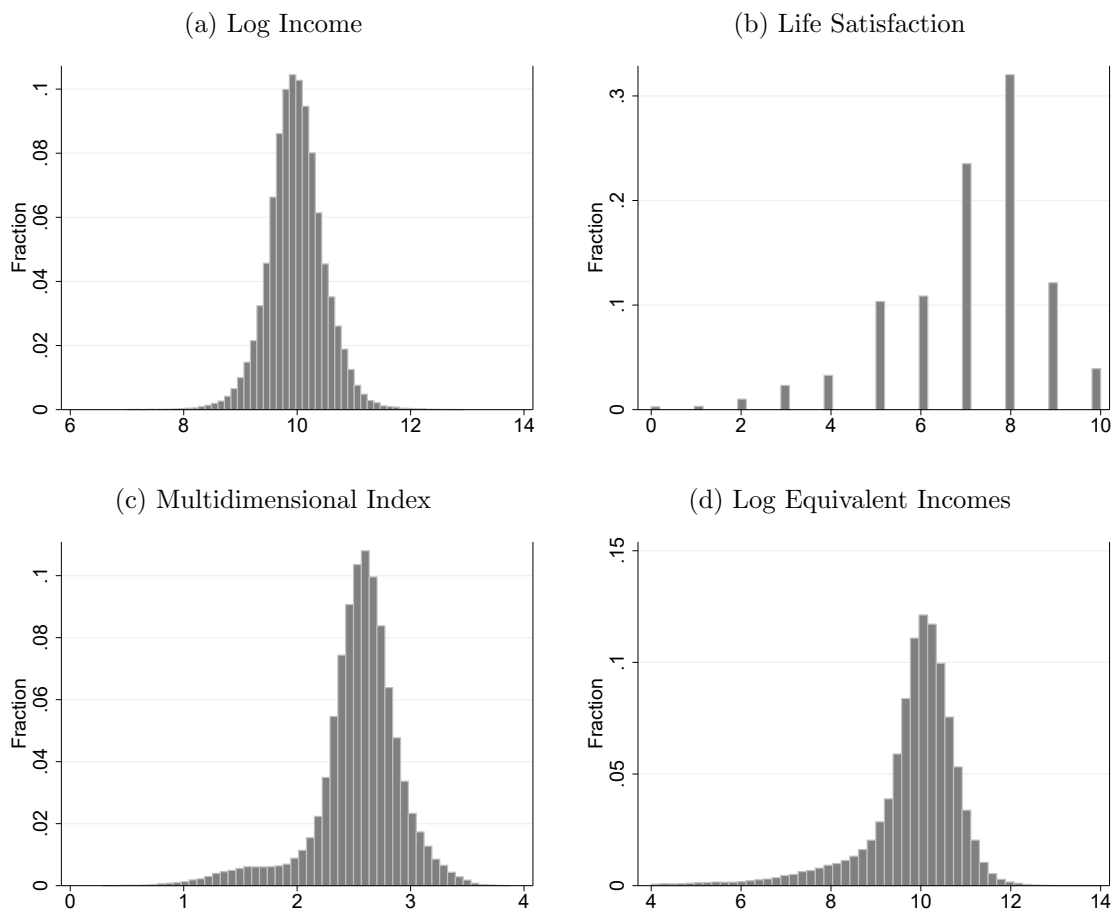 (a) Log Income
Fraction
.1
.08
.06
.04
.02
0
6 8 10 12 14
(b) Life Satisfaction
Fraction
.3
.2
.1
0
0 2 4 6 8 10
(c) Multidimensional Index
Fraction
.1
.08
.06
.04
.02
0
0 1 2 3 4
(d) Log Equivalent Incomes
Fraction
.15
.1
.05
0
4 6 8 10 12 14